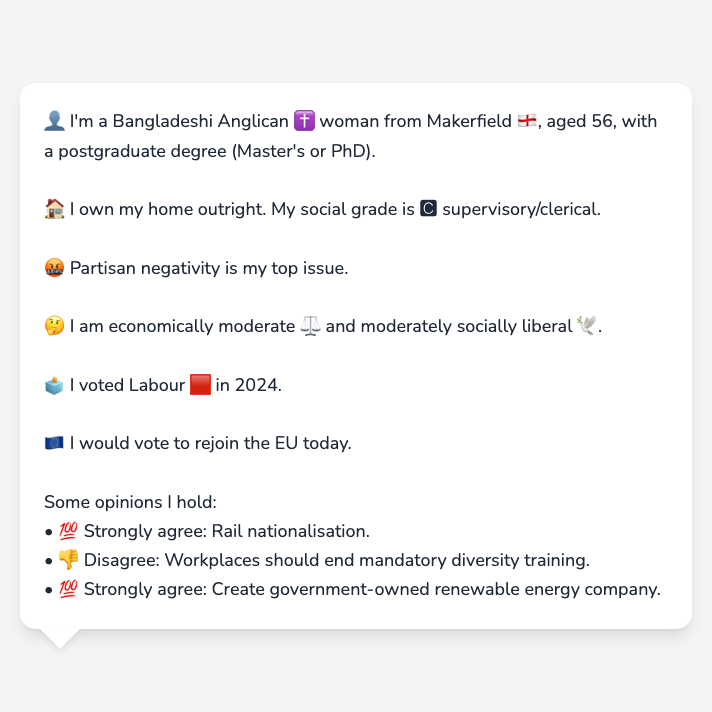 👤 I'm a Bangladeshi Anglican ✝️ woman from Makerfield 🏴󠁧󠁢󠁥󠁮󠁧󠁿, aged 56, with
a postgraduate degree (Master's or PhD).
🏠 I own my home outright. My social grade is 🅲 supervisory/clerical.
🤬 Partisan negativity is my top issue.
🤔 I am economically moderate ⚖️ and moderately socially liberal 🕊️.
🗳️ I voted Labour 🟥 in 2024.
🇪🇺 I would vote to rejoin the EU today.
Some opinions I hold:
• 💯 Strongly agree: Rail nationalisation.
• 👎 Disagree: Workplaces should end mandatory diversity training.
• 💯 Strongly agree: Create government-owned renewable energy company.